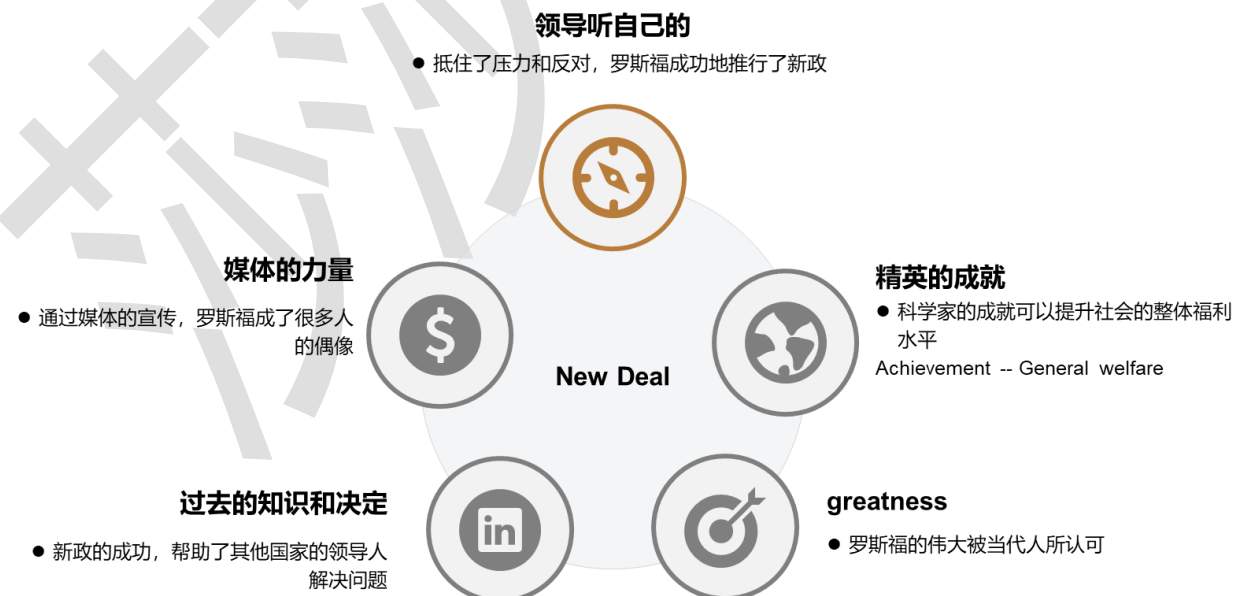 领导听自己的
● 抵住了压力和反对，罗斯福成功地推行了新政
媒体的力量
● 通过媒体的宣传，罗斯福成了很多人
的偶像
精英的成就
● 科学家的成就可以提升社会的整体福利
水平
Achievement -- General welfare
New Deal
过去的知识和决定
● 新政的成功，帮助了其他国家的领导人
解决问题
greatness
● 罗斯福的伟大被当代人所认可
$
in